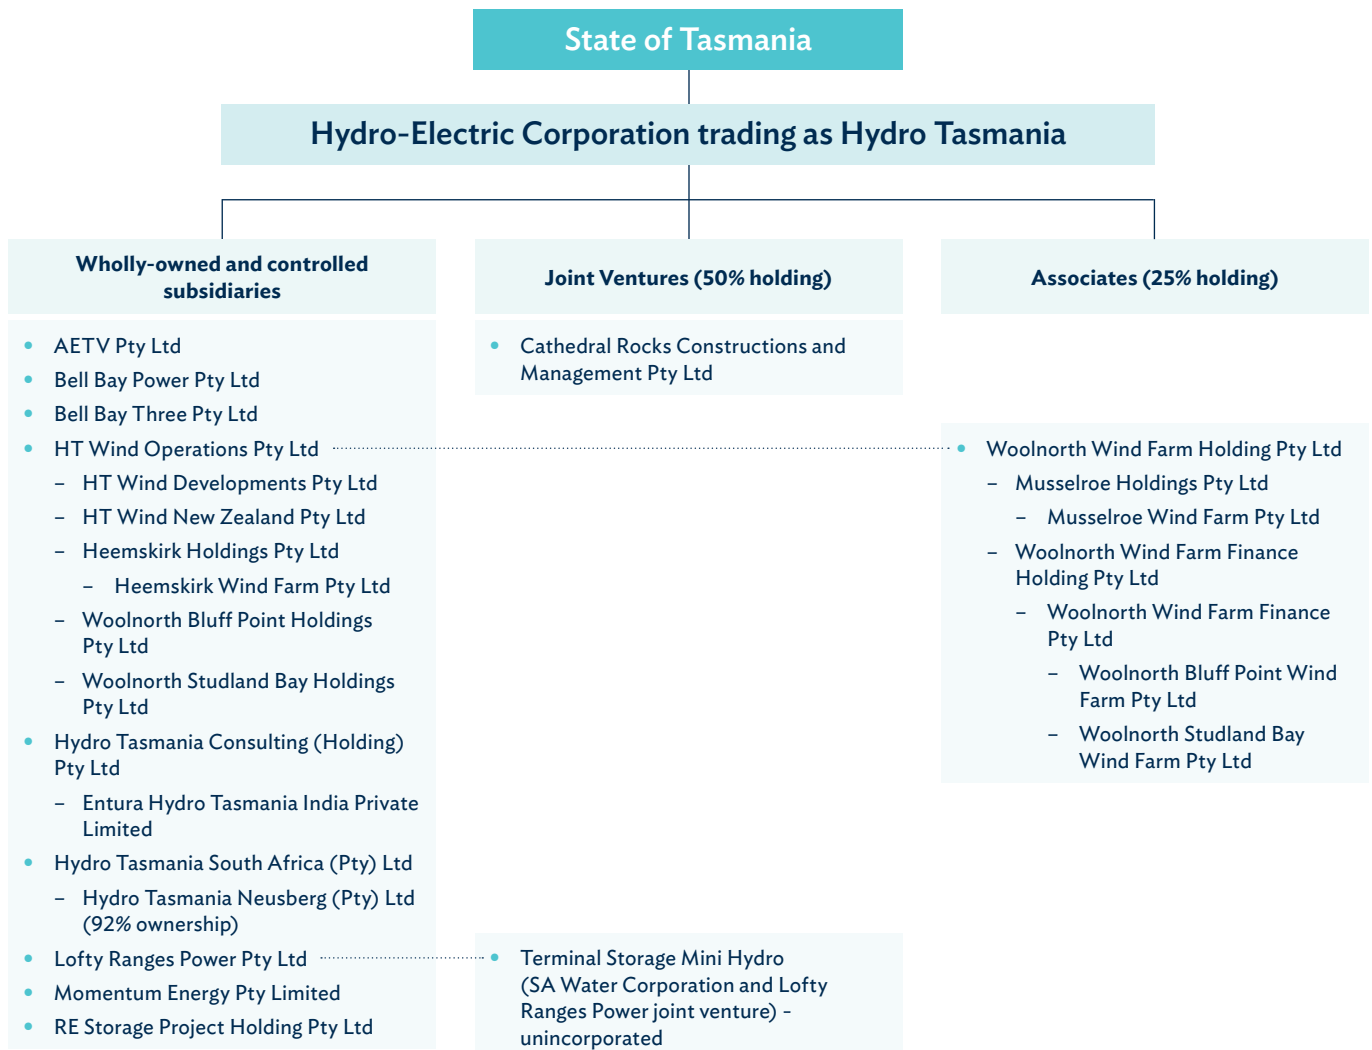 State of Tasmania
Hydro-Electric Corporation trading as Hydro Tasmania
Wholly-owned and controlled
subsidiaries
• AETV Pty Ltd
• Bell Bay Power Pty Ltd
• Bell Bay Three Pty Ltd
• HT Wind Operations Pty Ltd
– HT Wind Developments Pty Ltd
– HT Wind New Zealand Pty Ltd
– Heemskirk Holdings Pty Ltd
– Heemskirk Wind Farm Pty Ltd
– Woolnorth Bluff Point Holdings
Pty Ltd
– Woolnorth Studland Bay Holdings
Pty Ltd
• Hydro Tasmania Consulting (Holding)
Pty Ltd
– Entura Hydro Tasmania India Private
Limited
• Hydro Tasmania South Africa (Pty) Ltd
– Hydro Tasmania Neusberg (Pty) Ltd
(92% ownership)
• Lofty Ranges Power Pty Ltd
• Momentum Energy Pty Limited
• RE Storage Project Holding Pty Ltd
Joint Ventures (50% holding)
• Cathedral Rocks Constructions and
Management Pty Ltd
• Terminal Storage Mini Hydro
(SA Water Corporation and Lofty
Ranges Power joint venture) –
unincorporated
Associates (25% holding)
• Woolnorth Wind Farm Holding Pty Ltd
– Musselroe Holdings Pty Ltd
– Musselroe Wind Farm Pty Ltd
– Woolnorth Wind Farm Finance
Holding Pty Ltd
– Woolnorth Wind Farm Finance
Pty Ltd
– Woolnorth Bluff Point Wind
Farm Pty Ltd
– Woolnorth Studland Bay
Wind Farm Pty Ltd